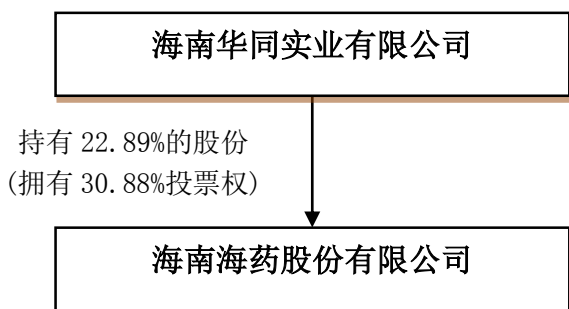 海南华同实业有限公司
持有 22.89%的股份
(拥有 30.88%投票权)
海南海药股份有限公司